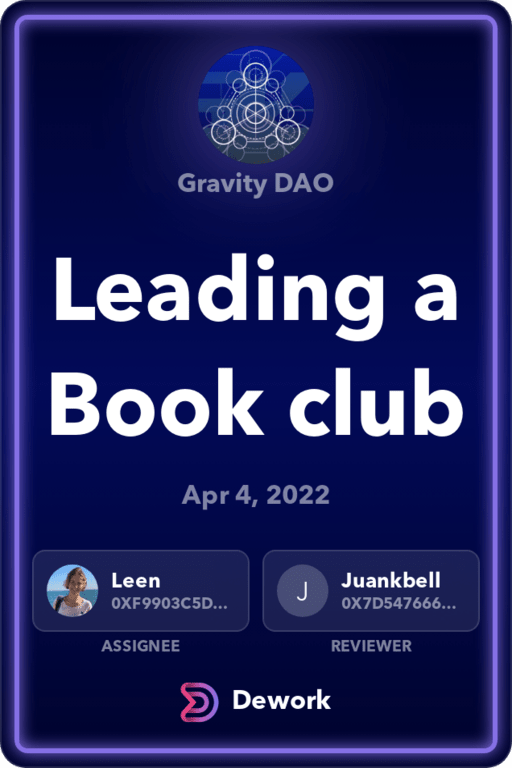 Gravity DAO
Leading a
Book club
Apr 4, 2022
Leen
0XF9903C5D...
ASSIGNEE
J
Juankbell
0X7D547666...
REVIEWER
Dework